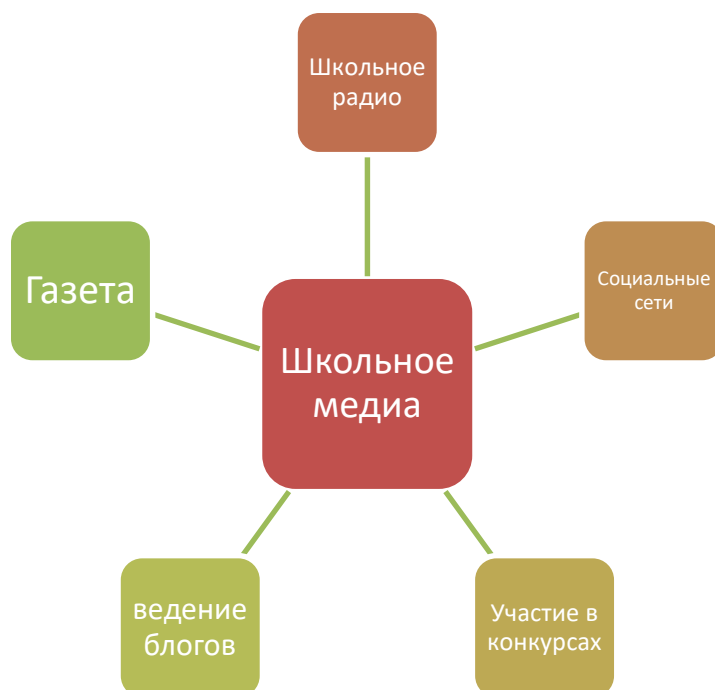 Школьное
радио
Газета
Социальные
сети
Школьное
медиа
ведение
блогов
Участие в
конкурсах